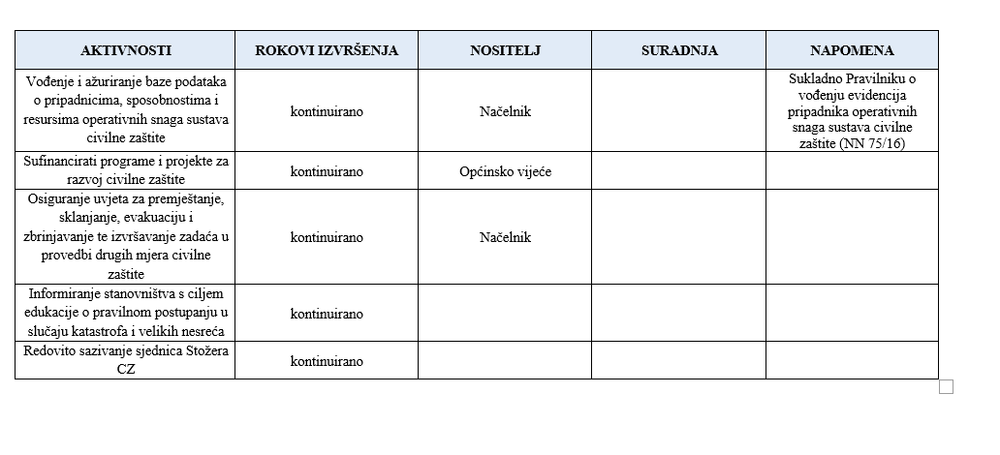 AKTIVNOSTI ROKOVI IZVRŠENJA NOSITELJ SURADNJA NAPOMENA
Vođenje i ažuriranje baze podataka
o pripadnicima, sposobnostima i
resursima operativnih snaga sustava
civilne zaštite
kontinuirano
Načelnik
Sukladno Pravilniku o
vođenju evidencija
pripadnika operativnih
snaga sustava civilne
zaštite (NN 75/16)
Sufinancirati programe i projekte za
razvoj civilne zaštite
kontinuirano
Općinsko vijeće
Osiguranje uvjeta za premještanje,
sklanjanje, evakuaciju i
zbrinjavanje te izvršavanje zadaća u
provedbi drugih mjera civilne
zaštite
kontinuirano
Načelnik
Informiranje stanovništva s ciljem
edukacije o pravilnom postupanju u
slučaju katastrofa i velikih nesreća
kontinuirano
Redovito sazivanje sjednica Stožera
CZ
kontinuirano